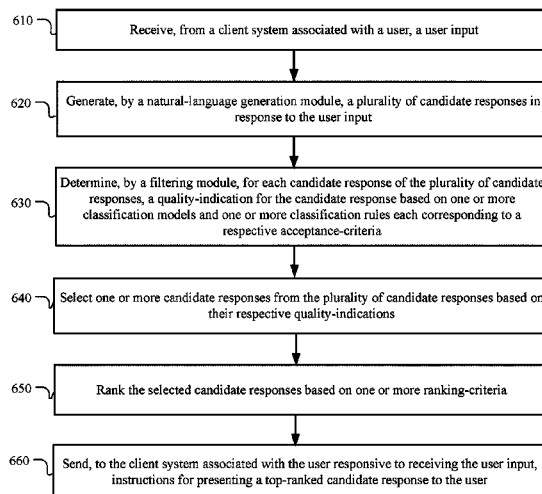 610
Receive, from a client system associated with a user, a user input
620
Generate, by a natural-language generation module, a plurality of candidate responses in
response to the user input
630
Determine, by a filtering module, for each candidate response of the plurality of candidate
responses, a quality-indication for the candidate response based on one or more
classification models and one or more classification rules each corresponding to a
respective acceptance-criteria
640
Select one or more candidate responses from the plurality of candidate responses based on
their respective quality-indications
650
Rank the selected candidate responses based on one or more ranking-criteria
660
Send, to the client system associated with the user responsive to receiving the user input,
instructions for presenting a top-ranked candidate response to the user